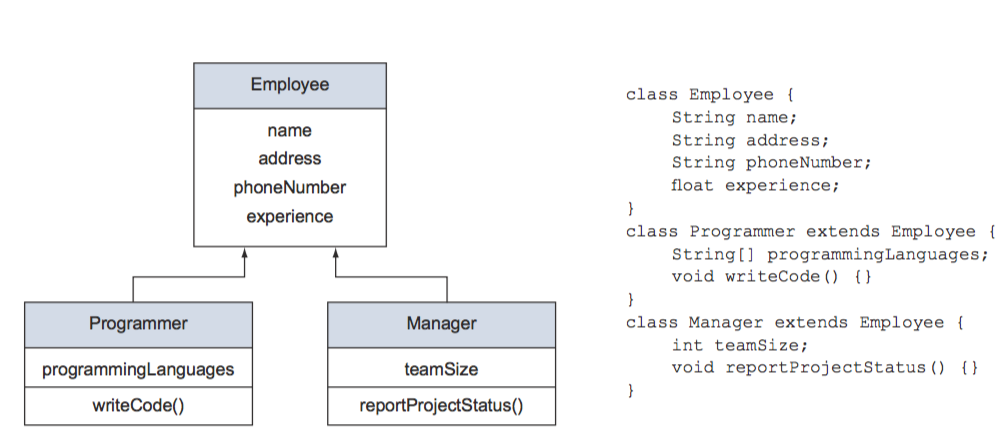 Employee
name
address
phoneNumber
experience
Programmer
programmingLanguages
writeCode()
Manager
teamSize
reportProjectStatus()
class Employee {
String name;
String address;
String phoneNumber;
float experience;
}
class Programmer extends Employee {
String[] programmingLanguages;
void writeCode() {}
}
class Manager extends Employee {
int teamSize;
void reportProjectStatus() {}
}